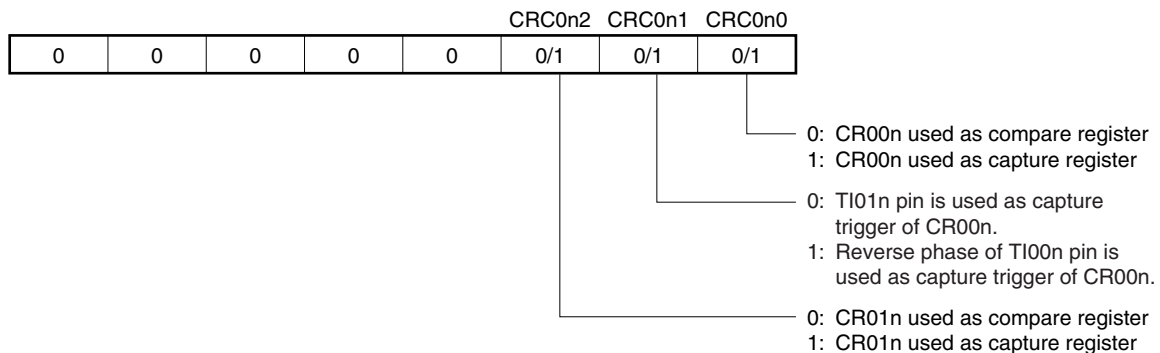 CRC0n2 CRC0n1 CRC0n0
0 0 0 0 0 0/1 0/1 0/1
0: CR00n used as compare register
1: CR00n used as capture register
0: TI01n pin is used as capture
trigger of CR00n.
1: Reverse phase of TI00n pin is
used as capture trigger of CR00n.
0: CR01n used as compare register
1: CR01n used as capture register